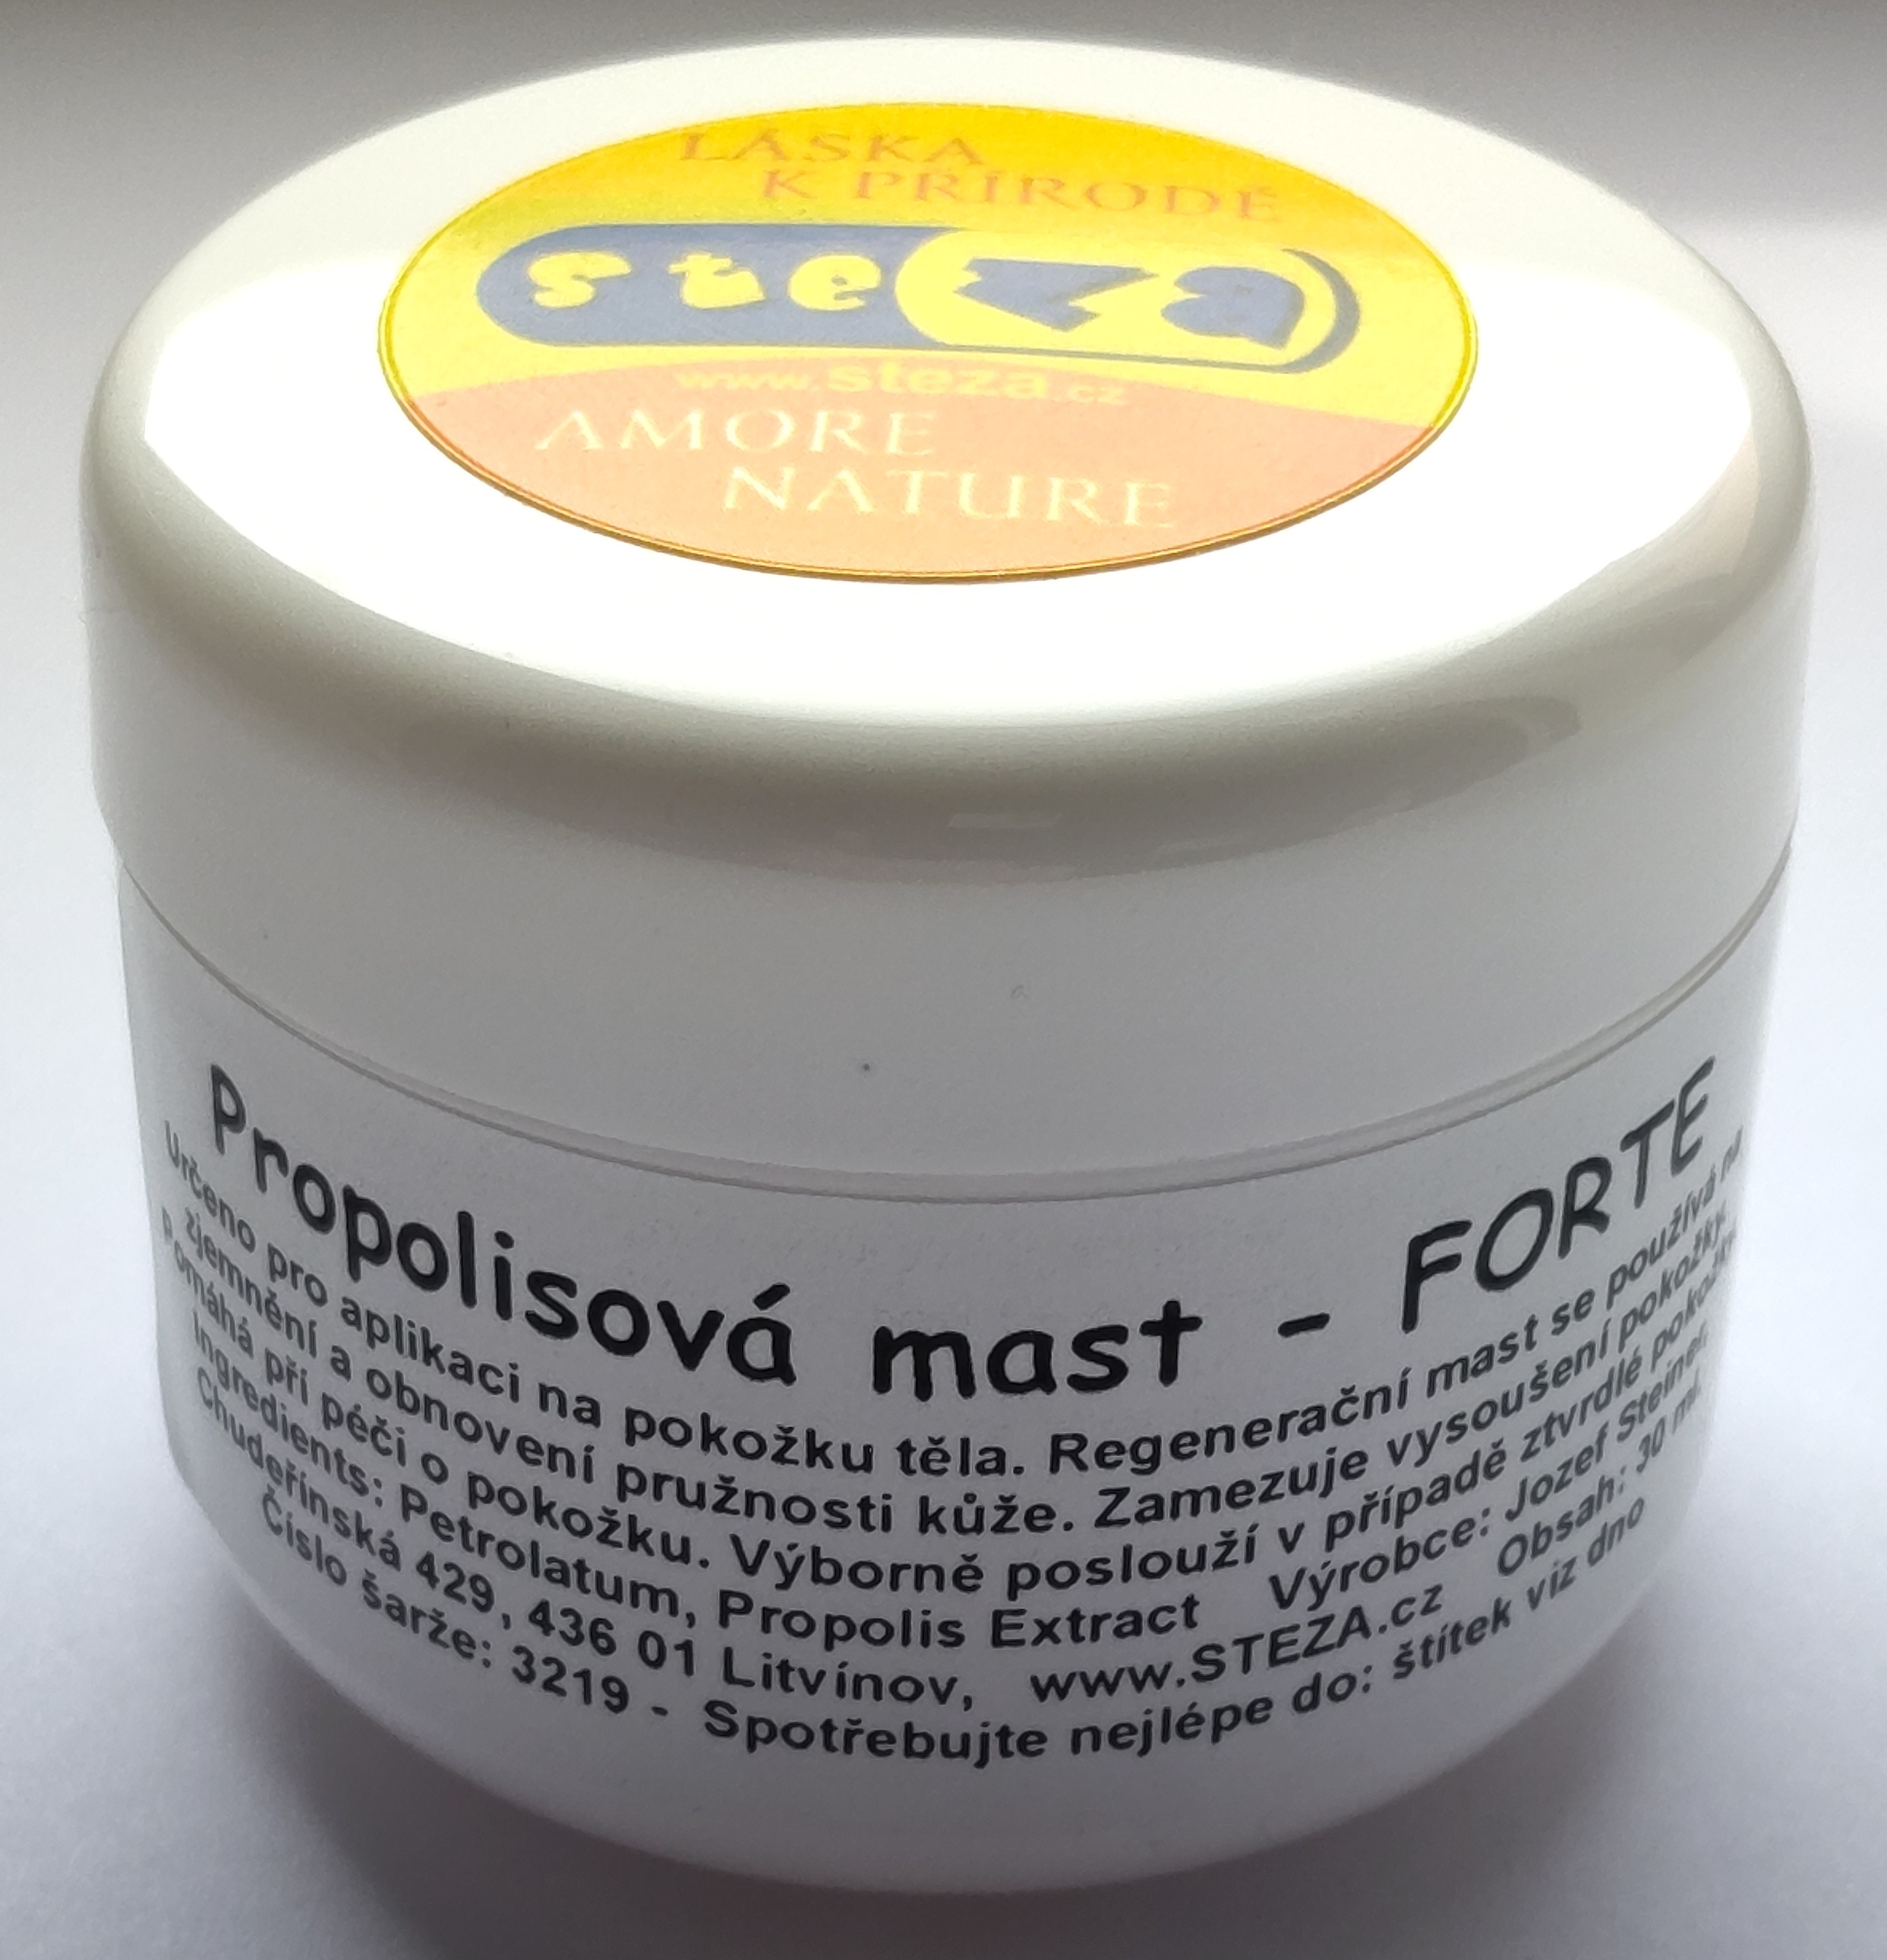 LÁSKA
K PŘÍRODĚ
steza
www.steza.cz
AMORE
NATURE
Propolisová mast - FORTE
Určeno pro aplikaci na pokožku těla. Regenerační mast se používá na
zjemnění a obnovení pružnosti kůže. Zamezuje vysoušení pokožky.
Pomáhá při péči o pokožku. Výborně poslouží v případě ztvrdlé pokožky.
Ingredients: Petrolatum, Propolis Extract Výrobce: Jozef Steiner,
Chudeřínská 429, 436 01 Litvínov, www.STEZA.cz Obsah: 30 ml.
Číslo šarže: 3219 - Spotřebujte nejlépe do: štítek viz dno